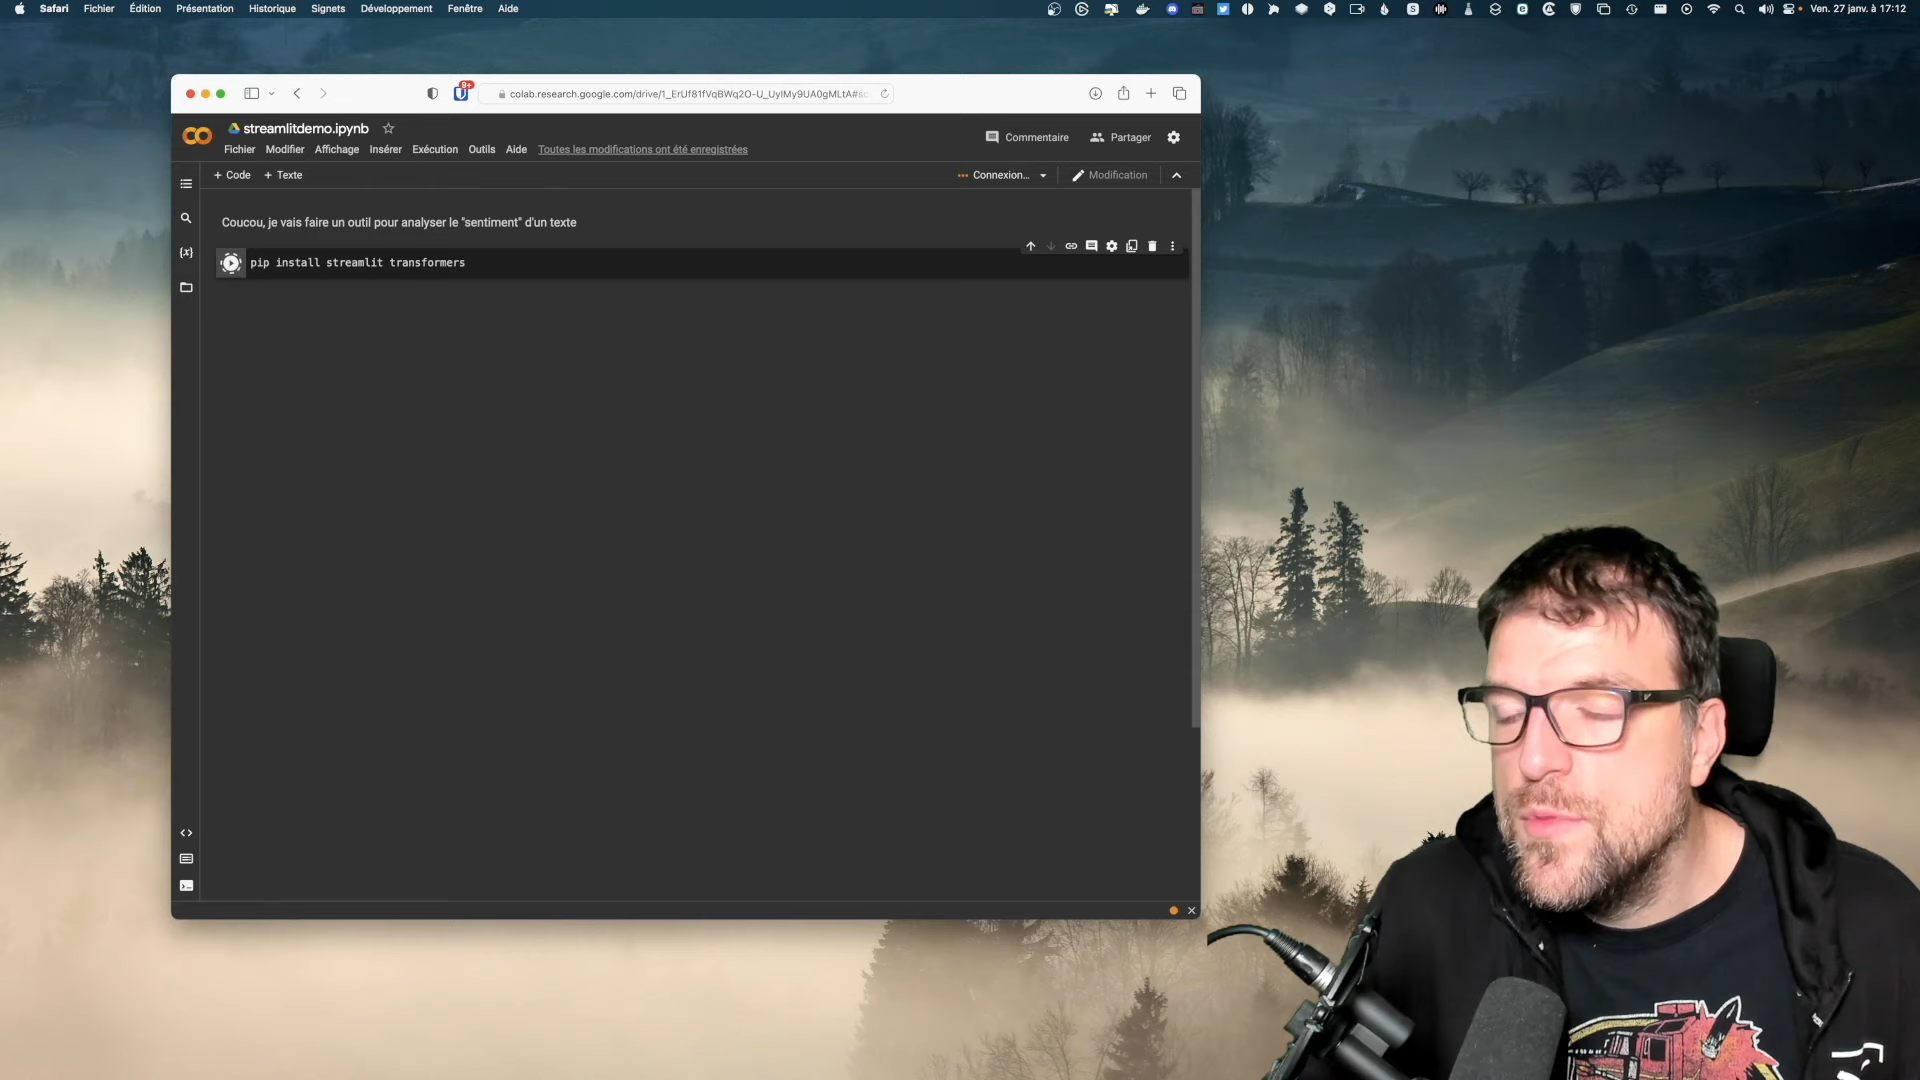 Safari Fichier Édition Présentation Historique Signets Développement Fenêtre Aide
Ven. 27 janv. à 17:12
9+
colab.research.google.com/drive/1_ErUf81fVqBWq2O-U_UyIMy9UA0gMLtA#sc
streamlitdemo.ipynb
Commentaire
Partager
Fichier Modifier Affichage Insérer Exécution Outils Aide Toutes les modifications ont été enregistrées
+ Code + Texte
Connexion...
Modification
Coucou, je vais faire un outil pour analyser le "sentiment" d'un texte
{x}
pip install streamlit transformers